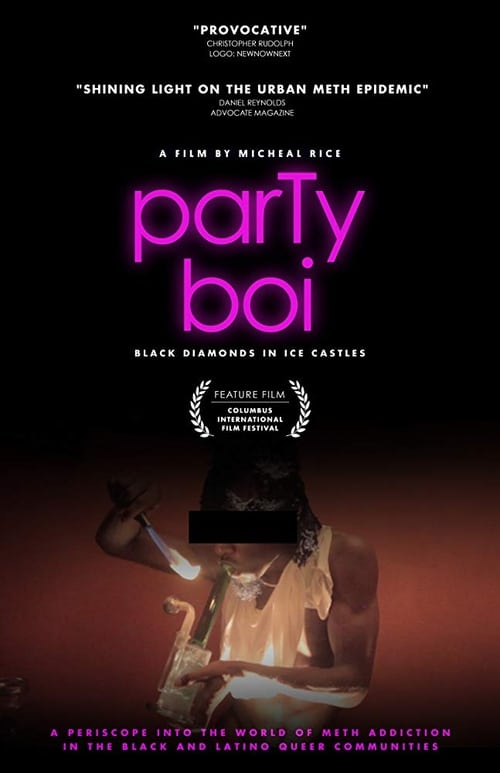 "PROVOCATIVE"
CHRISTOPHER RUDOLPH
LOGO: NEWNOWNEXT
"SHINING LIGHT ON THE URBAN METH EPIDEMIC"
DANIEL REYNOLDS
ADVOCATE MAGAZINE
A FILM BY MICHEAL RICE
parTy
boi
BLACK DIAMONDS IN ICE CASTLES
FEATURE FILM
COLUMBUS
INTERNATIONAL
FILM FESTIVAL
A PERISCOPE INTO THE WORLD OF METH ADDICTION
IN THE BLACK AND LATINO QUEER COMMUNITIES